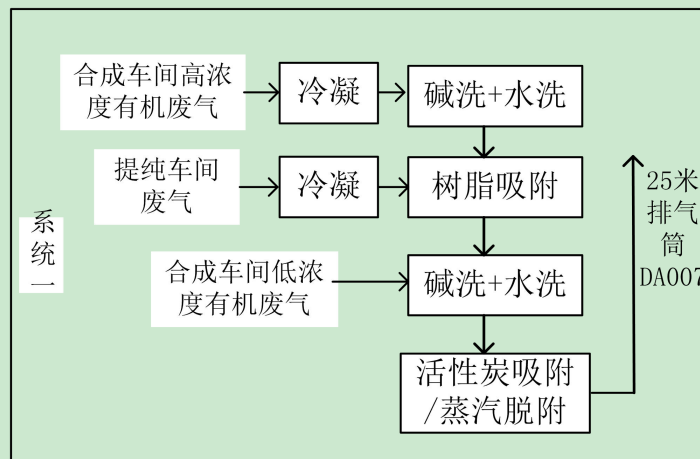 合成车间高浓
度有机废气
冷凝
碱洗+水洗
提纯车间
废气
冷凝
树脂吸附
25米
排气
筒
DA007
系
统
一
合成车间低浓
度有机废气
碱洗+水洗
活性炭吸附
/蒸汽脱附